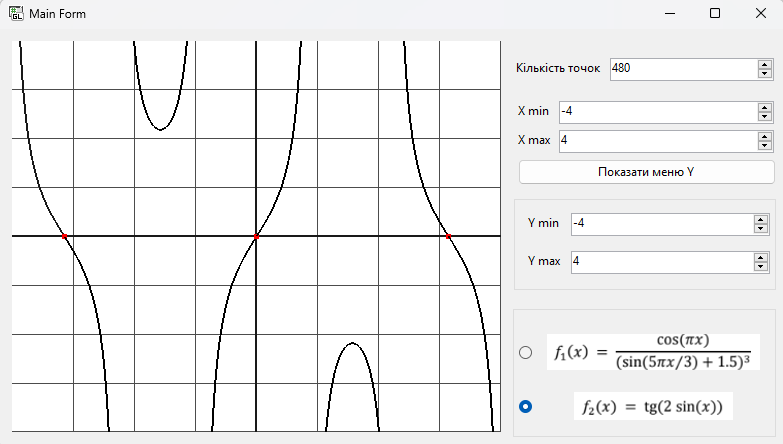 Main Form
Кількість точок 480
X min -4
X max 4
Показати меню Y
Y min -4
Y max 4
f₁(x) = cos(πx) / (sin(5πx/3) + 1.5)³
f₂(x) = tg(2 sin(x))